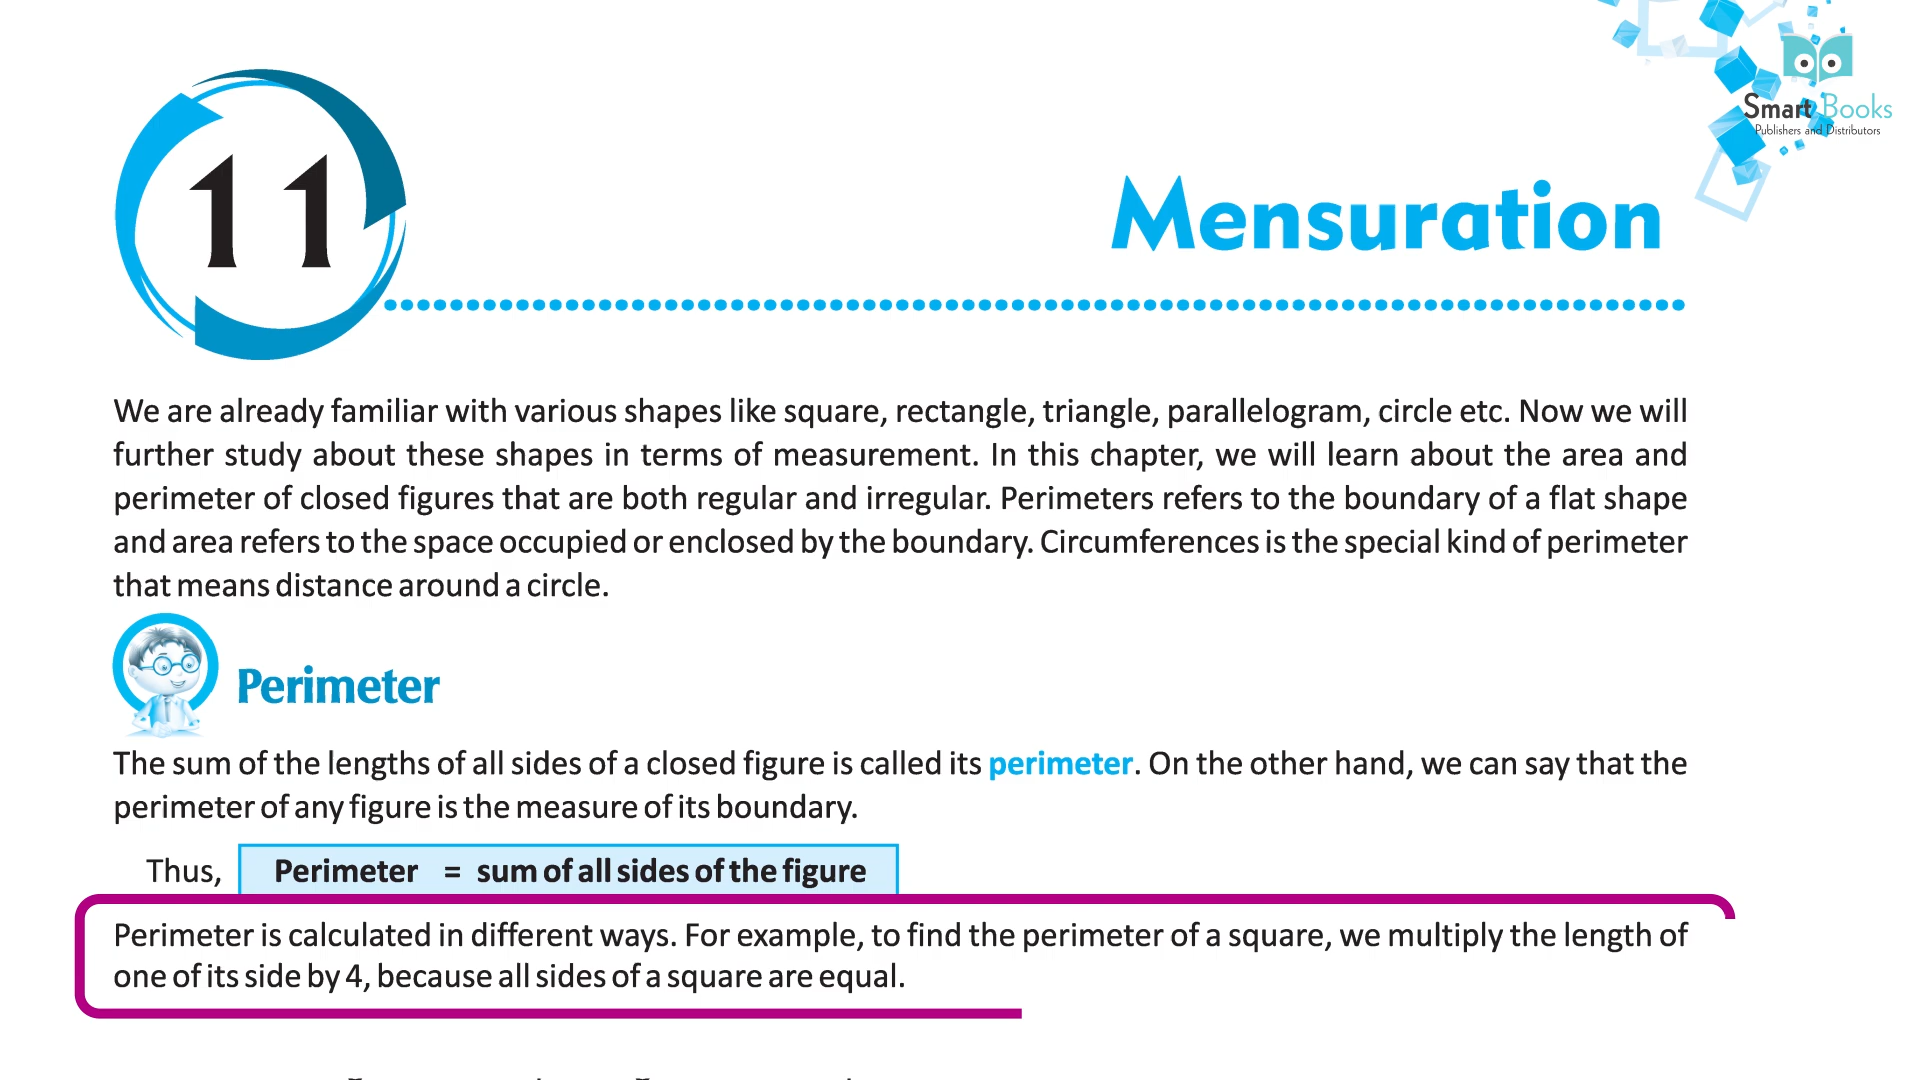 Smart Books
Publishers and Distributors
11
Mensuration
We are already familiar with various shapes like square, rectangle, triangle, parallelogram, circle etc. Now we will
further study about these shapes in terms of measurement. In this chapter, we will learn about the area and
perimeter of closed figures that are both regular and irregular. Perimeters refers to the boundary of a flat shape
and area refers to the space occupied or enclosed by the boundary. Circumferences is the special kind of perimeter
that means distance around a circle.
Perimeter
The sum of the lengths of all sides of a closed figure is called its perimeter. On the other hand, we can say that the
perimeter of any figure is the measure of its boundary.
Thus, Perimeter = sum of all sides of the figure
Perimeter is calculated in different ways. For example, to find the perimeter of a square, we multiply the length of
one of its side by 4, because all sides of a square are equal.